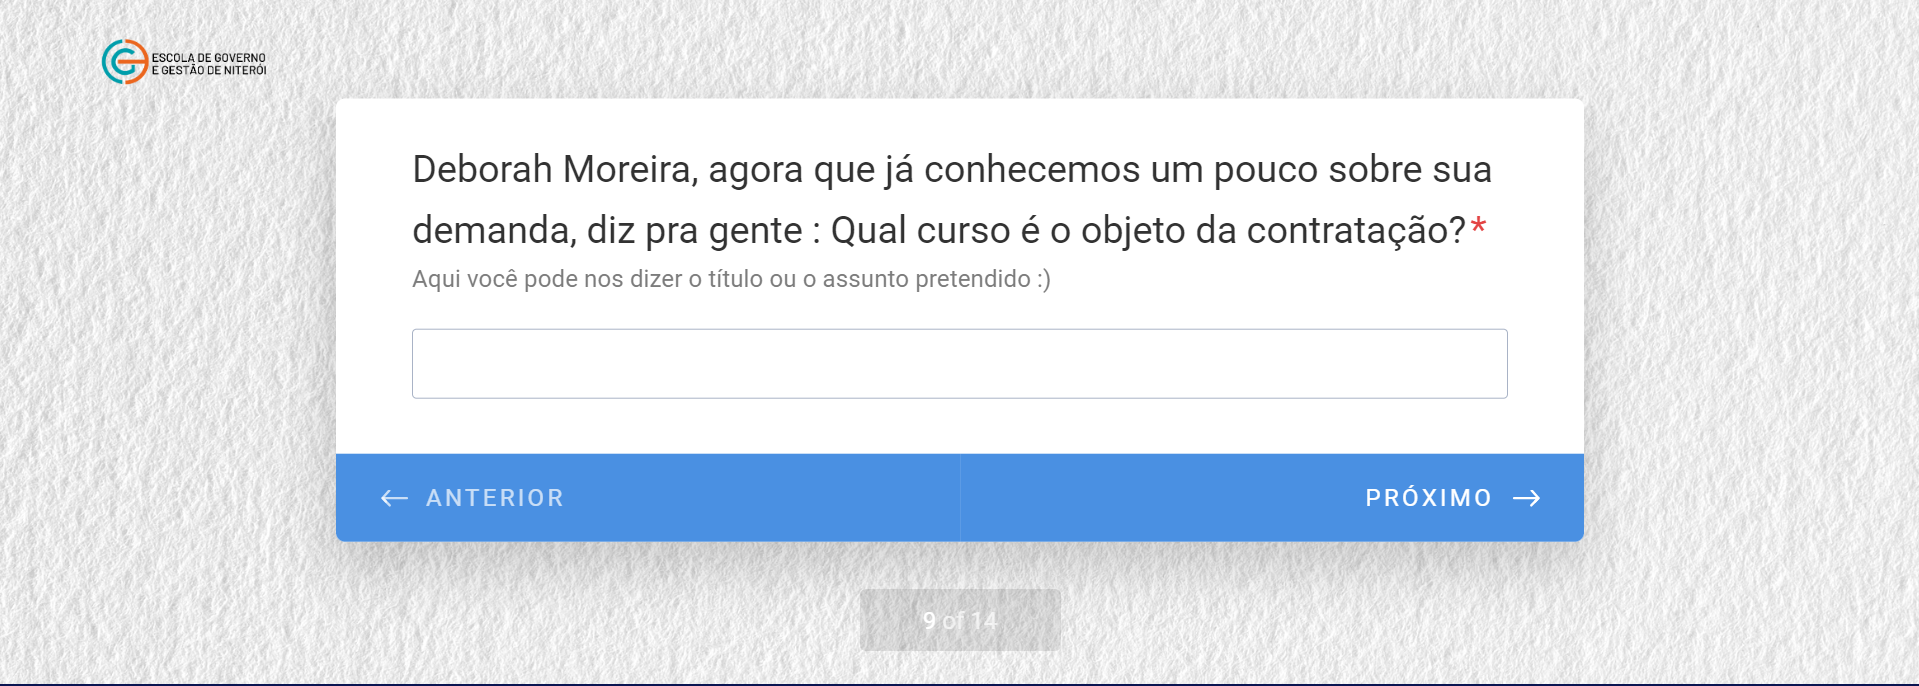 ESCOLA DE GOVERNO
E GESTÃO DE NITERÓI
Deborah Moreira, agora que já conhecemos um pouco sobre sua
demanda, diz pra gente : Qual curso é o objeto da contratação?*
Aqui você pode nos dizer o título ou o assunto pretendido :)
← ANTERIOR
PRÓXIMO →
9 of 14